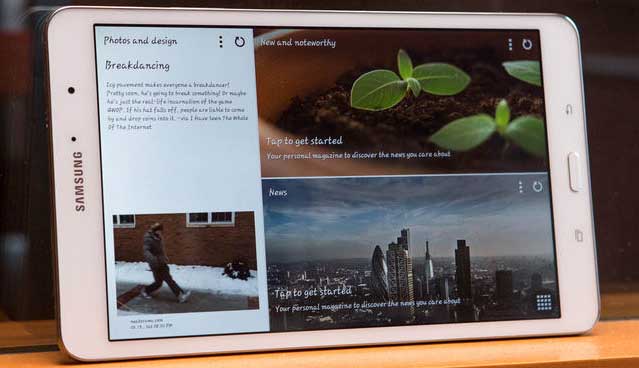 SAMSUNG
Photos and design
Breakdancing
Icy pavement makes everyone a breakdancer!
Pretty soon, he's going to break something! Or maybe
he's just the real-life incarnation of the game
QWOP. If his hat falls off, people are liable to come
by and drop coins into it. -via I have Seen The Whole
Of The Internet
New and noteworthy
Tap to get started
Your personal magazine to discover the news you care about
News
Tap to get started
Your personal magazine to discover the news you care about